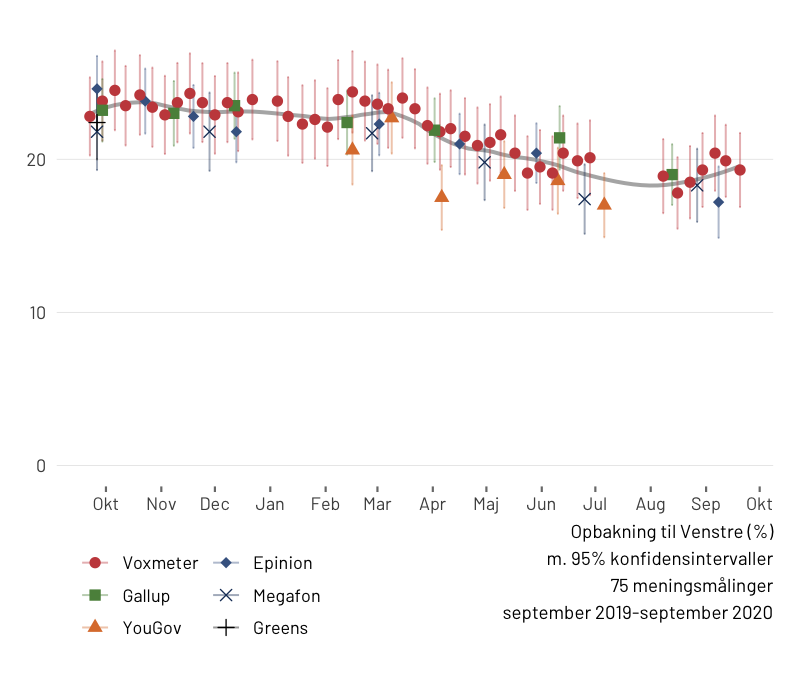 20
10
0
Okt Nov Dec Jan Feb Mar Apr Maj Jun Jul Aug Sep Okt
Opbakning til Venstre (%)
m. 95% konfidensintervaller
75 meningsmålinger
september 2019-september 2020
Voxmeter Epinion
Gallup Megafon
YouGov Greens